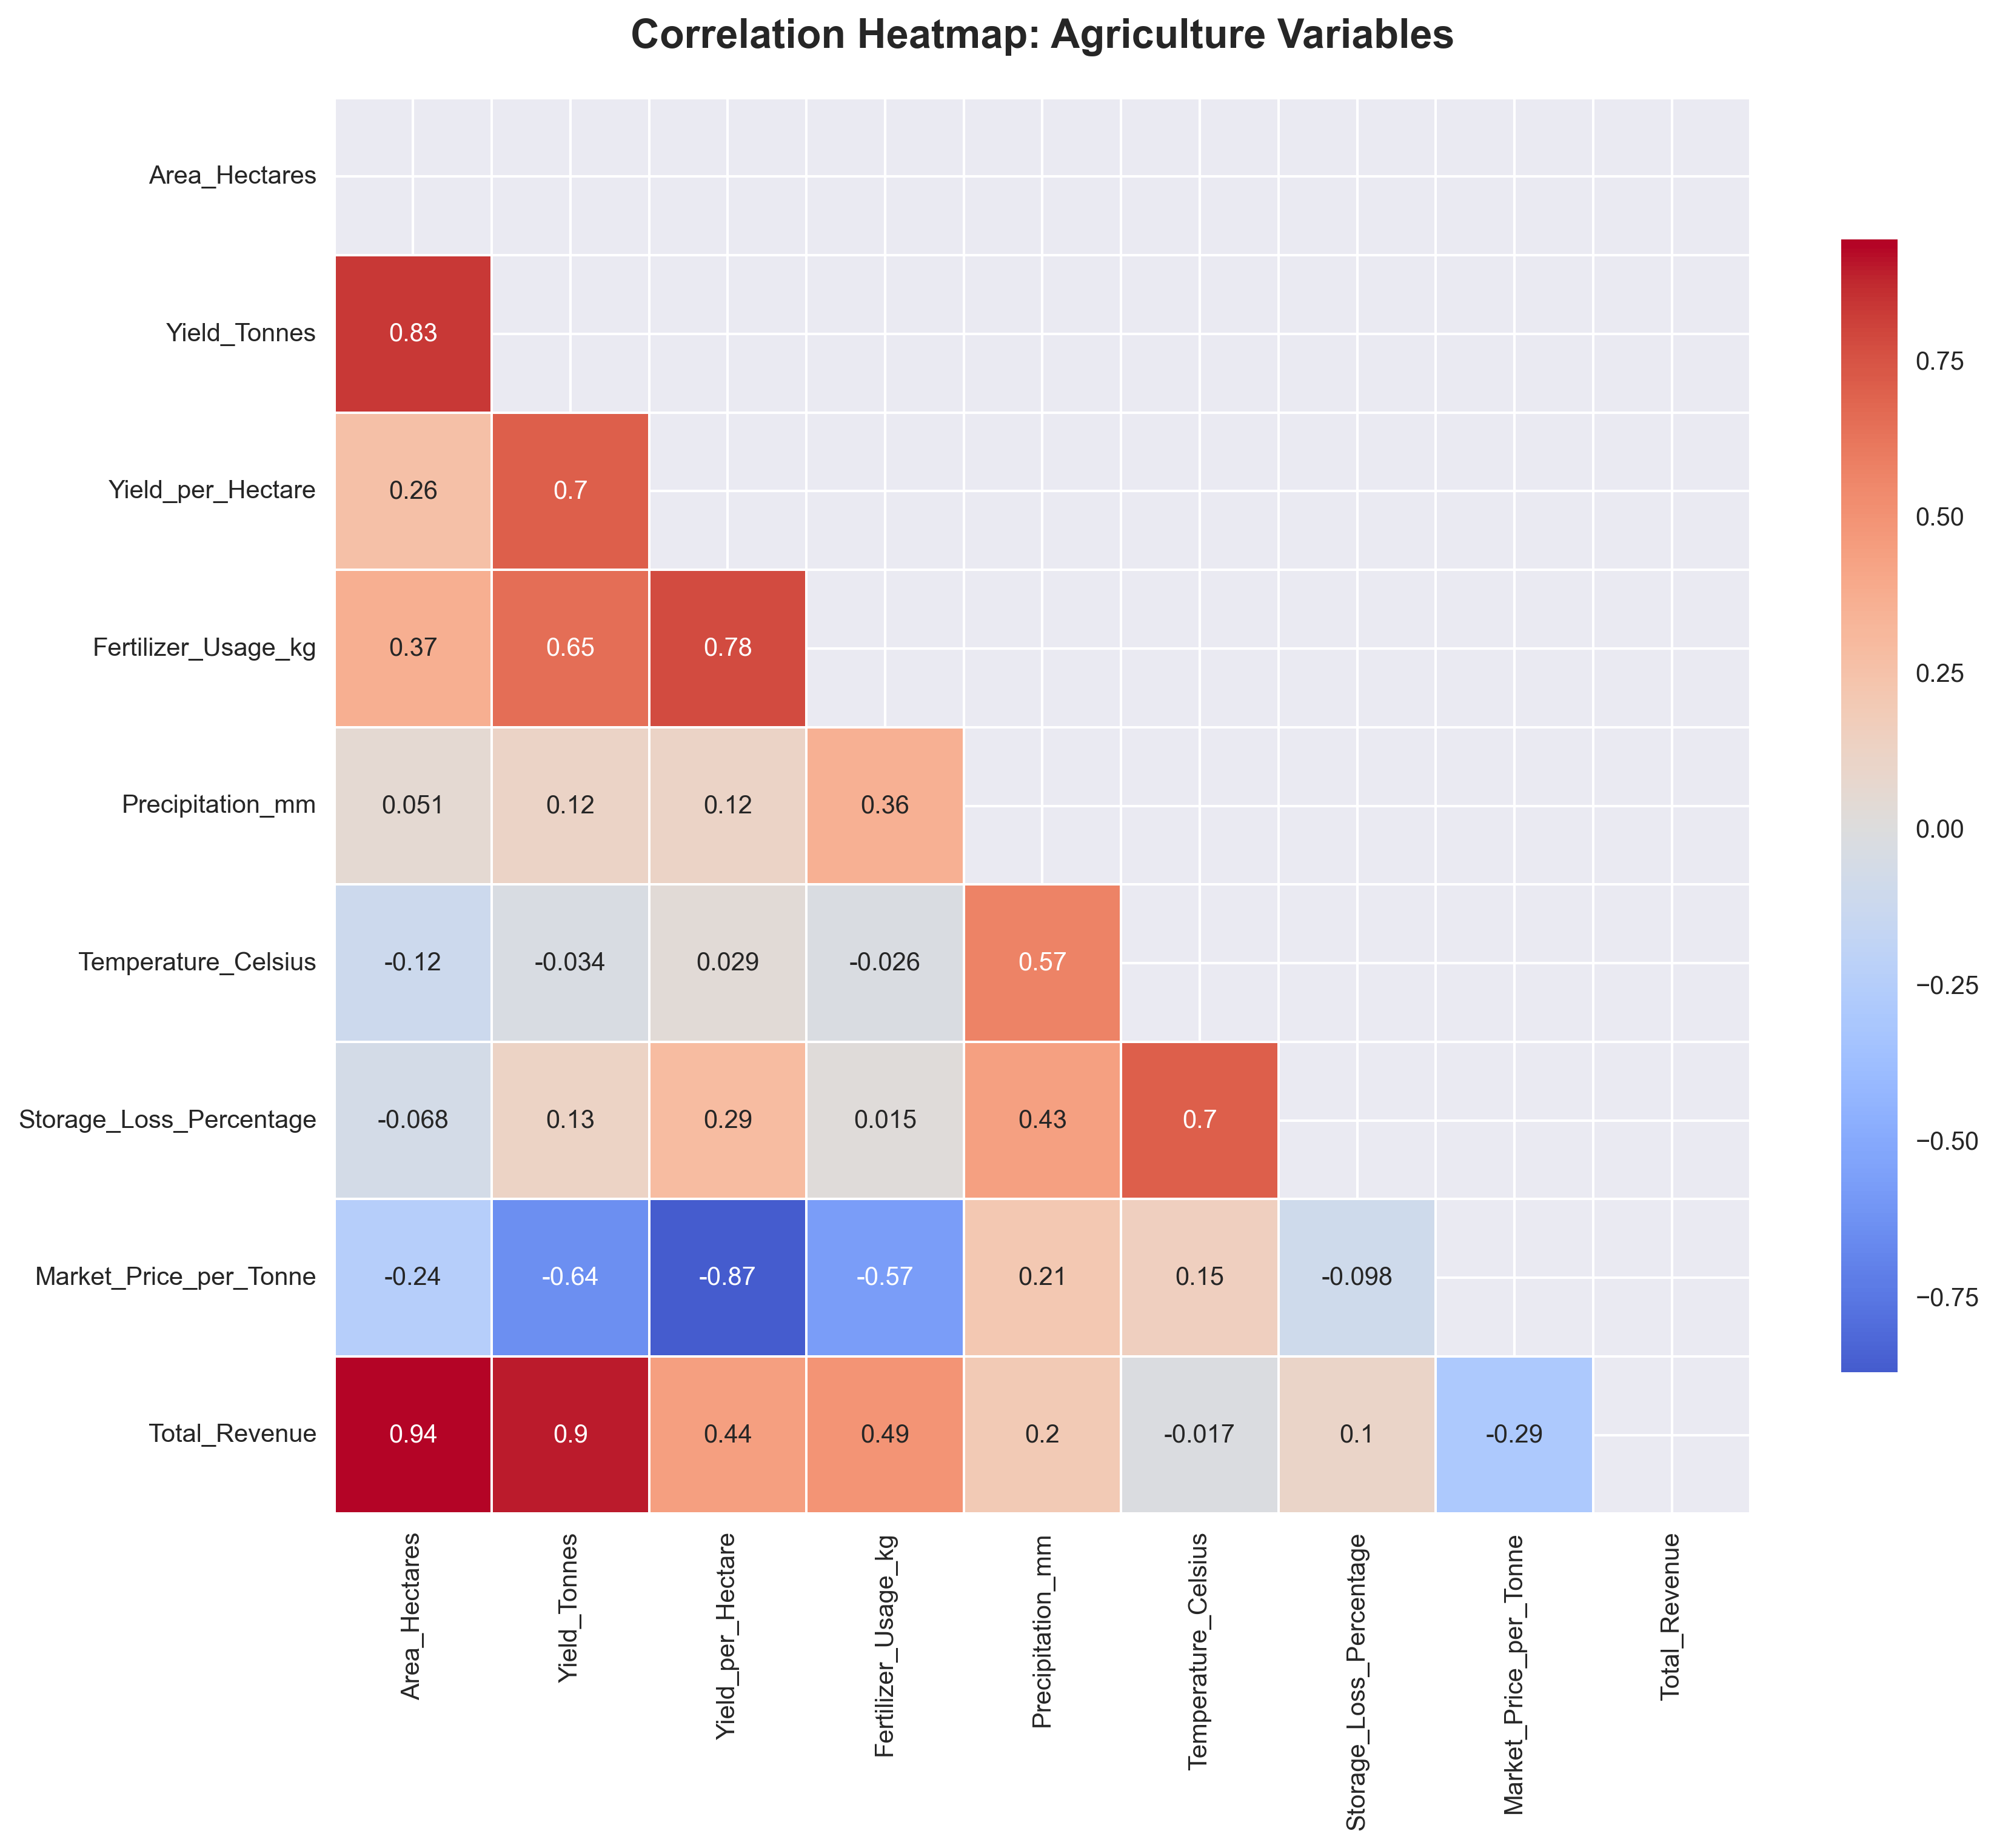 Correlation Heatmap: Agriculture Variables
Area_Hectares
Yield_Tonnes 0.83
Yield_per_Hectare 0.26 0.7
Fertilizer_Usage_kg 0.37 0.65 0.78
Precipitation_mm 0.051 0.12 0.12 0.36
Temperature_Celsius -0.12 -0.034 0.029 -0.026 0.57
Storage_Loss_Percentage -0.068 0.13 0.29 0.015 0.43 0.7
Market_Price_per_Tonne -0.24 -0.64 -0.87 -0.57 0.21 0.15 -0.098
Total_Revenue 0.94 0.9 0.44 0.49 0.2 -0.017 0.1 -0.29
Area_Hectares
Yield_Tonnes
Yield_per_Hectare
Fertilizer_Usage_kg
Precipitation_mm
Temperature_Celsius
Storage_Loss_Percentage
Market_Price_per_Tonne
Total_Revenue
0.75
0.50
0.25
0.00
−0.25
−0.50
−0.75